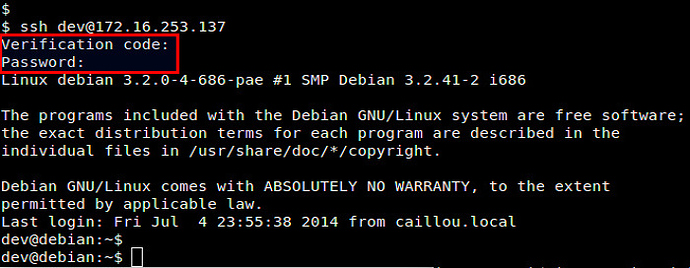 $
$ ssh dev@172.16.253.137
Verification code:
Password:
Linux debian 3.2.0-4-686-pae #1 SMP Debian 3.2.41-2 i686
The programs included with the Debian GNU/Linux system are free software;
the exact distribution terms for each program are described in the
individual files in /usr/share/doc/*/copyright.
Debian GNU/Linux comes with ABSOLUTELY NO WARRANTY, to the extent
permitted by applicable law.
Last login: Fri Jul  4 23:55:38 2014 from caillou.local
dev@debian:~$
dev@debian:~$